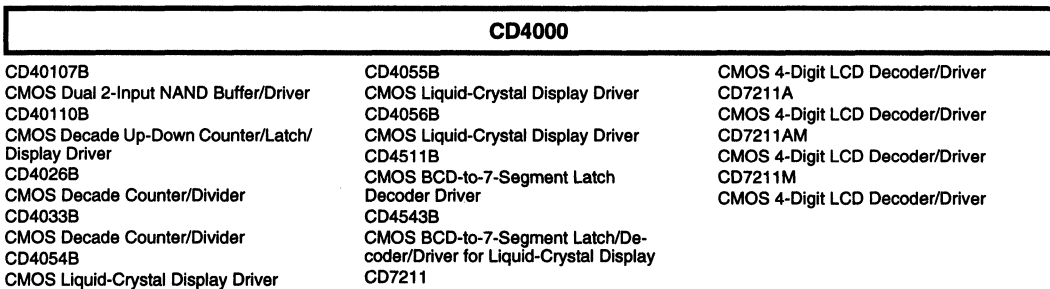 CD4000
CD40107B
CMOS Dual 2-Input NAND Buffer/Driver
CD40110B
CMOS Decade Up-Down Counter/Latch/
Display Driver
CD4026B
CMOS Decade Counter/Divider
CD4033B
CMOS Decade Counter/Divider
CD4054B
CMOS Liquid-Crystal Display Driver
CD4055B
CMOS Liquid-Crystal Display Driver
CD4056B
CMOS Liquid-Crystal Display Driver
CD4511B
CMOS BCD-to-7-Segment Latch
Decoder Driver
CD4543B
CMOS BCD-to-7-Segment Latch/De-
coder/Driver for Liquid-Crystal Display
CD7211
CMOS 4-Digit LCD Decoder/Driver
CD7211A
CMOS 4-Digit LCD Decoder/Driver
CD7211AM
CMOS 4-Digit LCD Decoder/Driver
CD7211M
CMOS 4-Digit LCD Decoder/Driver